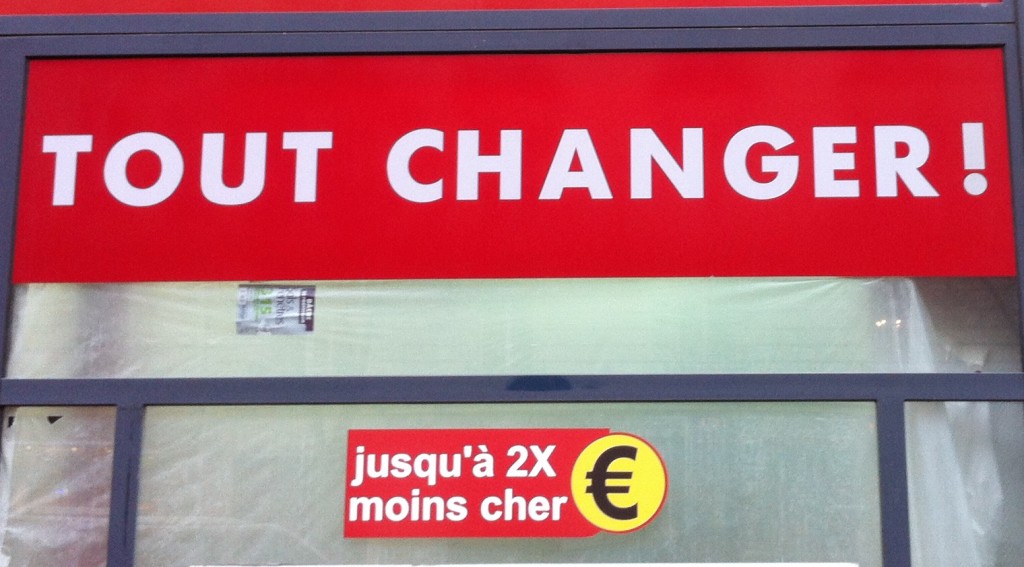 TOUT CHANGER!
jusqu'à 2X
moins cher
€